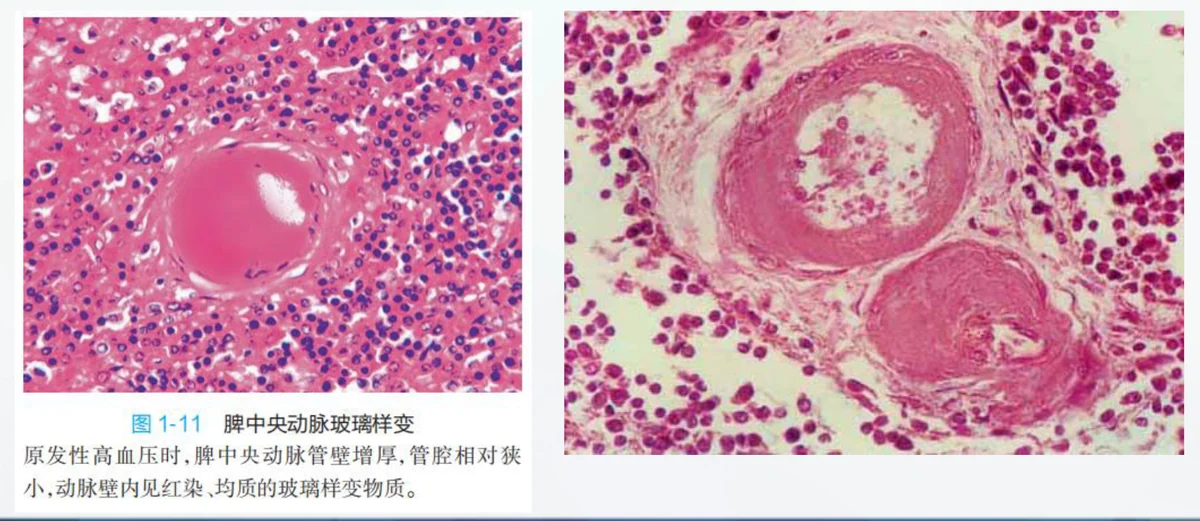 图 1-11 脾中央动脉玻璃样变
原发性高血压时,脾中央动脉管壁增厚,管腔相对狭
小,动脉壁内见红染、均质的玻璃样变物质。